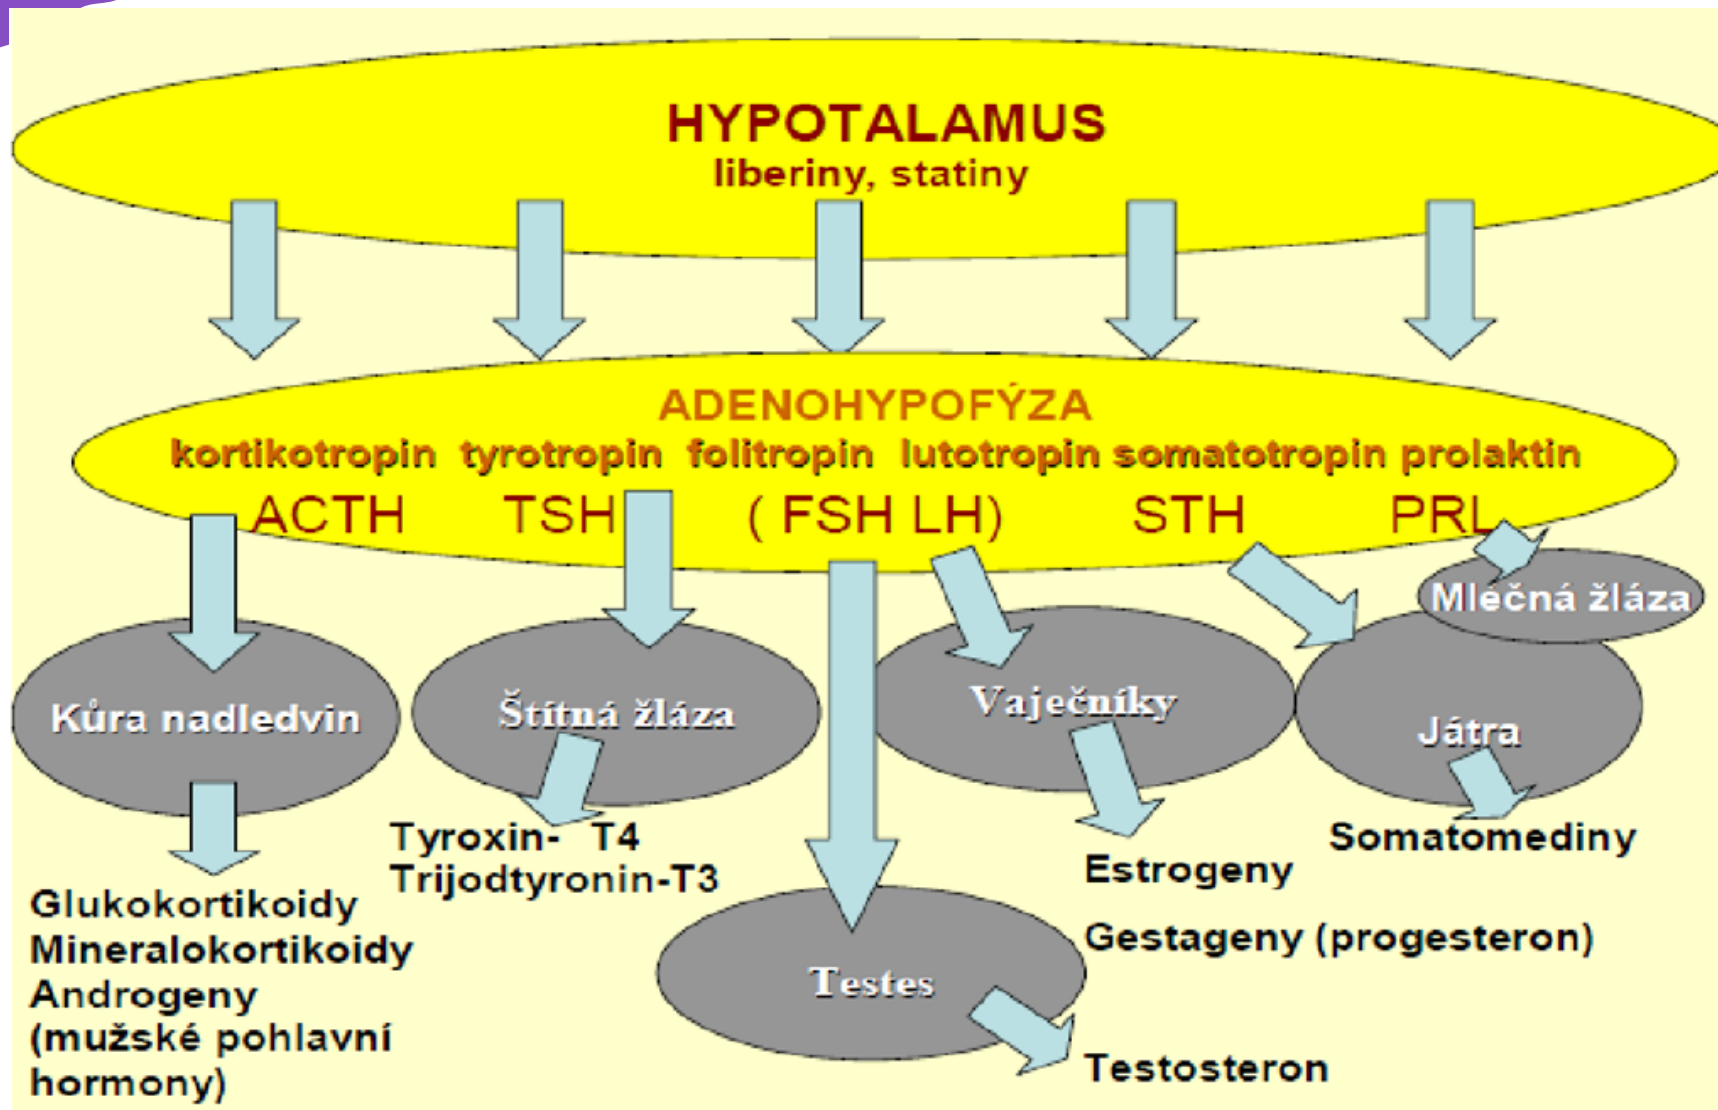 HYPOTALAMUS
liberiny, statiny
ADENOHYPOFÝZA
kortikotropin tyrotropin folitropin lutotropin somatotropin prolaktin
ACTH TSH ( FSH LH) STH PRL
Mléčná žláza
Kůra nadledvin
Štítná žláza
Vaječníky
Játra
Tyroxin- T4
Trijodtyronin-T3
Somatomediny
Estrogeny
Gestageny (progesteron)
Glukokortikoidy
Mineralokortikoidy
Androgeny
(mužské pohlavní
hormony)
Testes
Testosteron